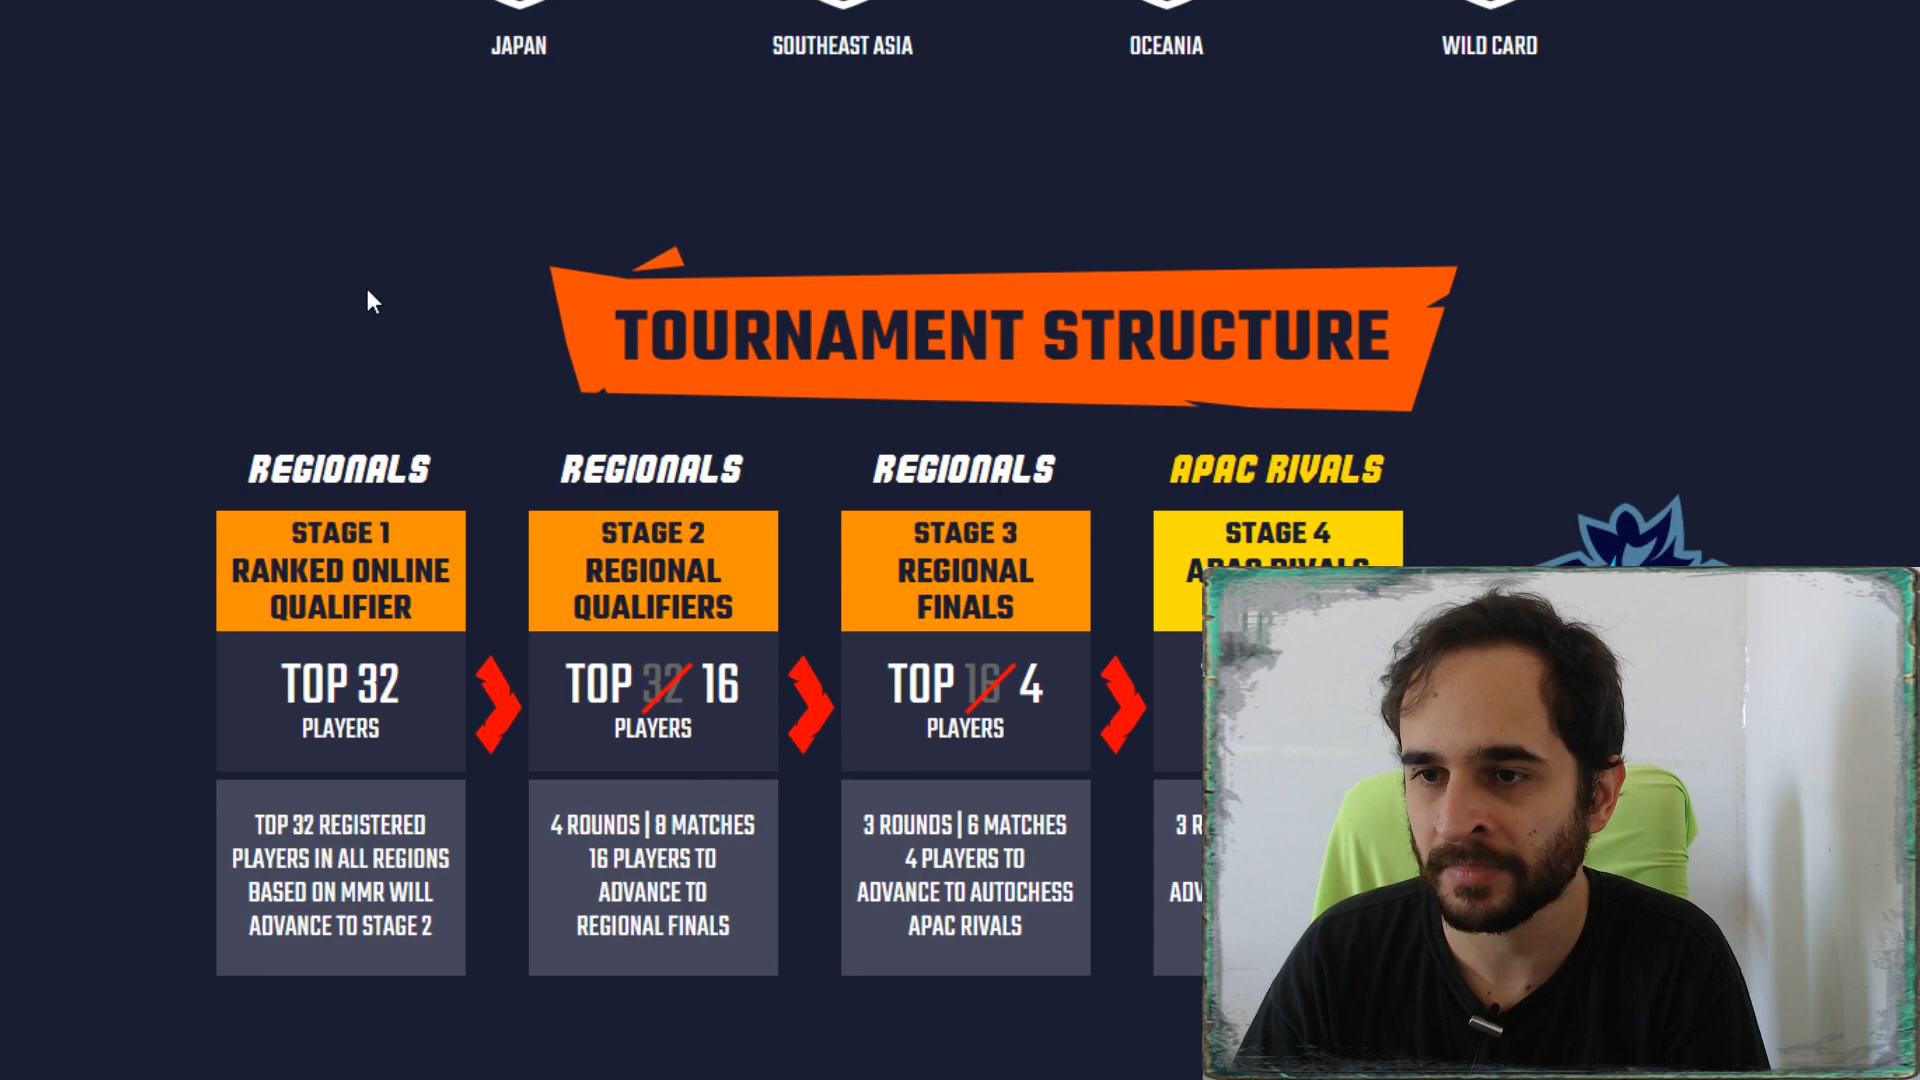 JAPAN
SOUTHEAST ASIA
OCEANIA
WILD CARD
TOURNAMENT STRUCTURE
REGIONALS
STAGE 1
RANKED ONLINE
QUALIFIER
TOP 32
PLAYERS
TOP 32 REGISTERED
PLAYERS IN ALL REGIONS
BASED ON MMR WILL
ADVANCE TO STAGE 2
REGIONALS
STAGE 2
REGIONAL
QUALIFIERS
TOP 32 16
PLAYERS
4 ROUNDS | 8 MATCHES
16 PLAYERS TO
ADVANCE TO
REGIONAL FINALS
REGIONALS
STAGE 3
REGIONAL
FINALS
TOP 16 4
PLAYERS
3 ROUNDS | 6 MATCHES
4 PLAYERS TO
ADVANCE TO AUTOCHESS
APAC RIVALS
APAC RIVALS
STAGE 4
APAC RIVALS
3 R
ADV